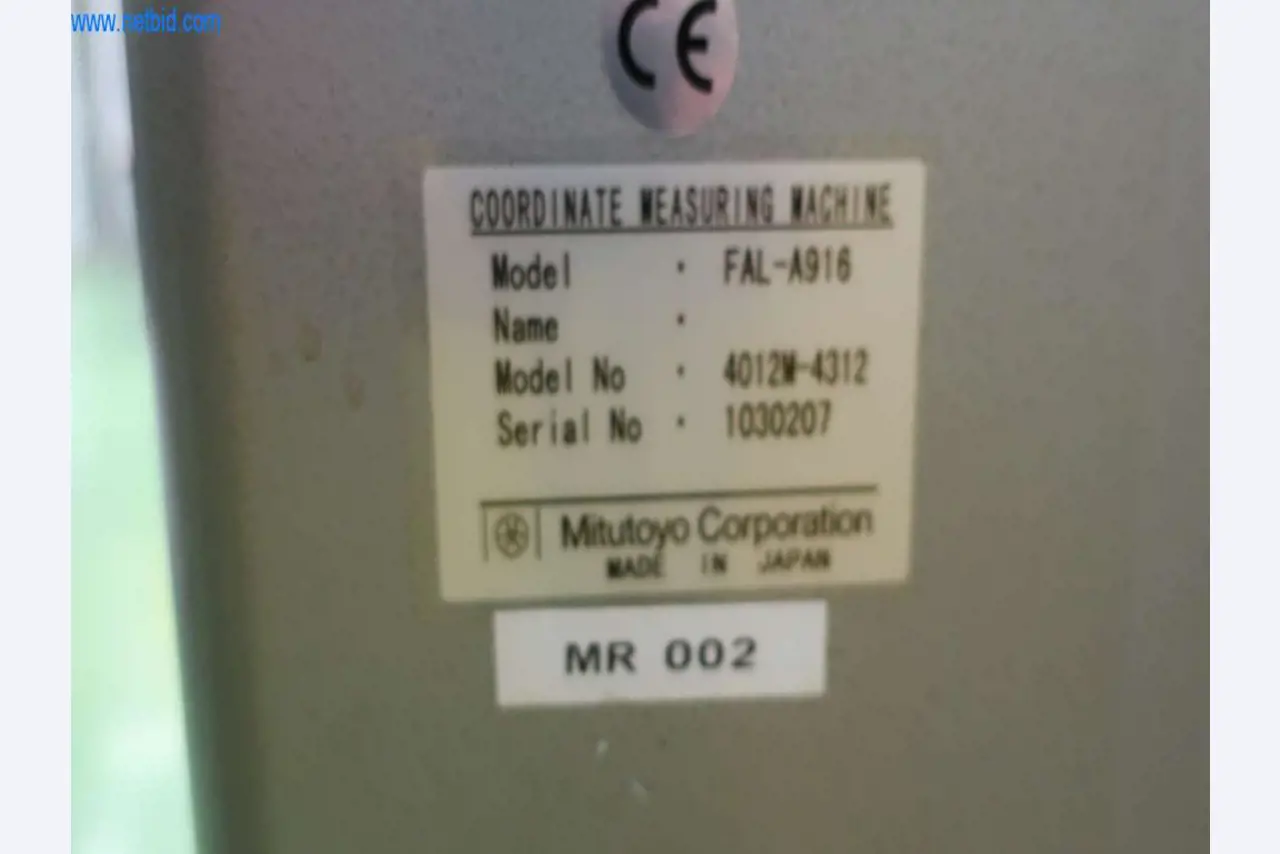 www.netbid.com
CE
COORDINATE MEASURING MACHINE
Model : FAL-A916
Name :
Model No : 4012M-4312
Serial No : 1030207
Mitutoyo Corporation
MADE IN JAPAN
MR 002